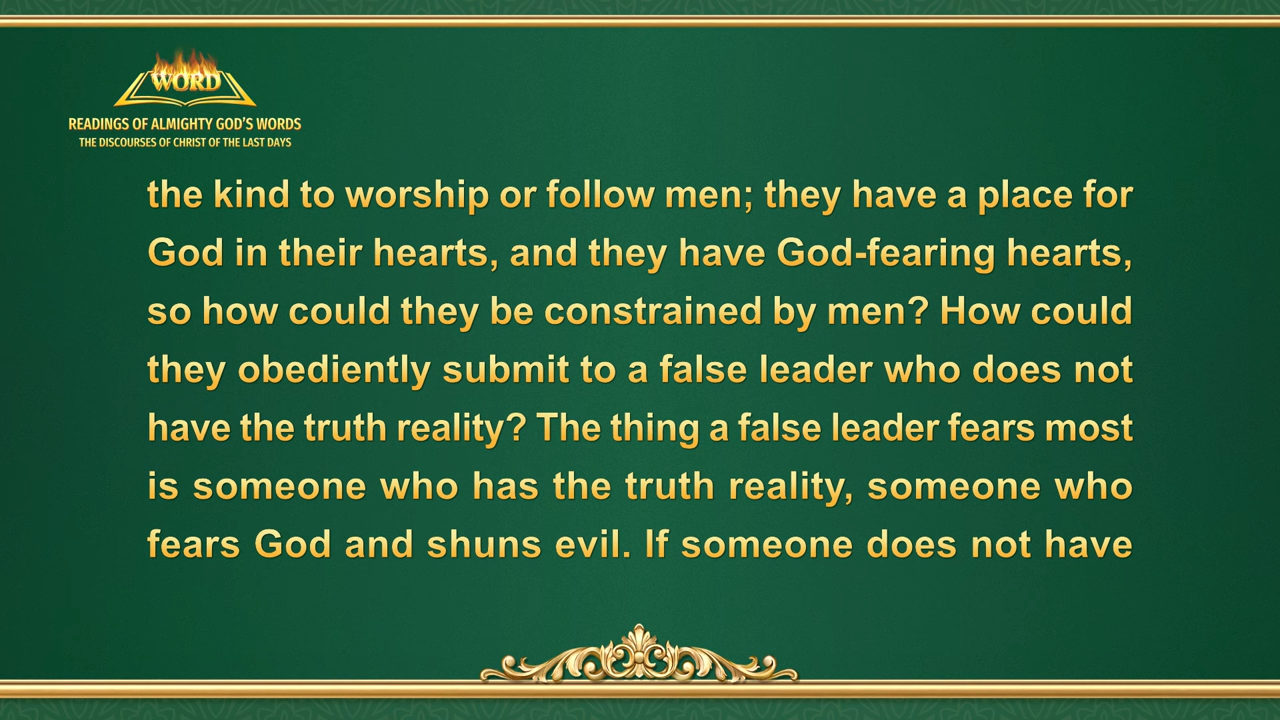 WORD
READINGS OF ALMIGHTY GOD'S WORDS
THE DISCOURSES OF CHRIST OF THE LAST DAYS
the kind to worship or follow men; they have a place for
God in their hearts, and they have God-fearing hearts,
so how could they be constrained by men? How could
they obediently submit to a false leader who does not
have the truth reality? The thing a false leader fears most
is someone who has the truth reality, someone who
fears God and shuns evil. If someone does not have